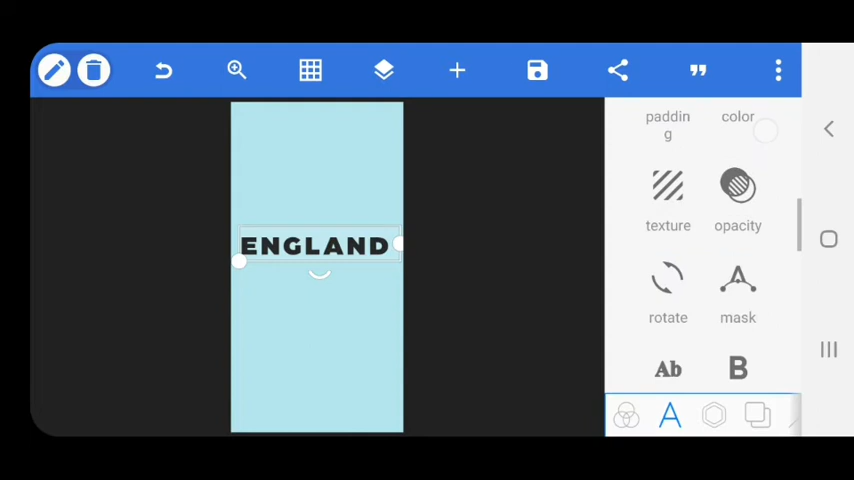 paddin
g
color
texture
opacity
ENGLAND
rotate
mask
Ab
B
A